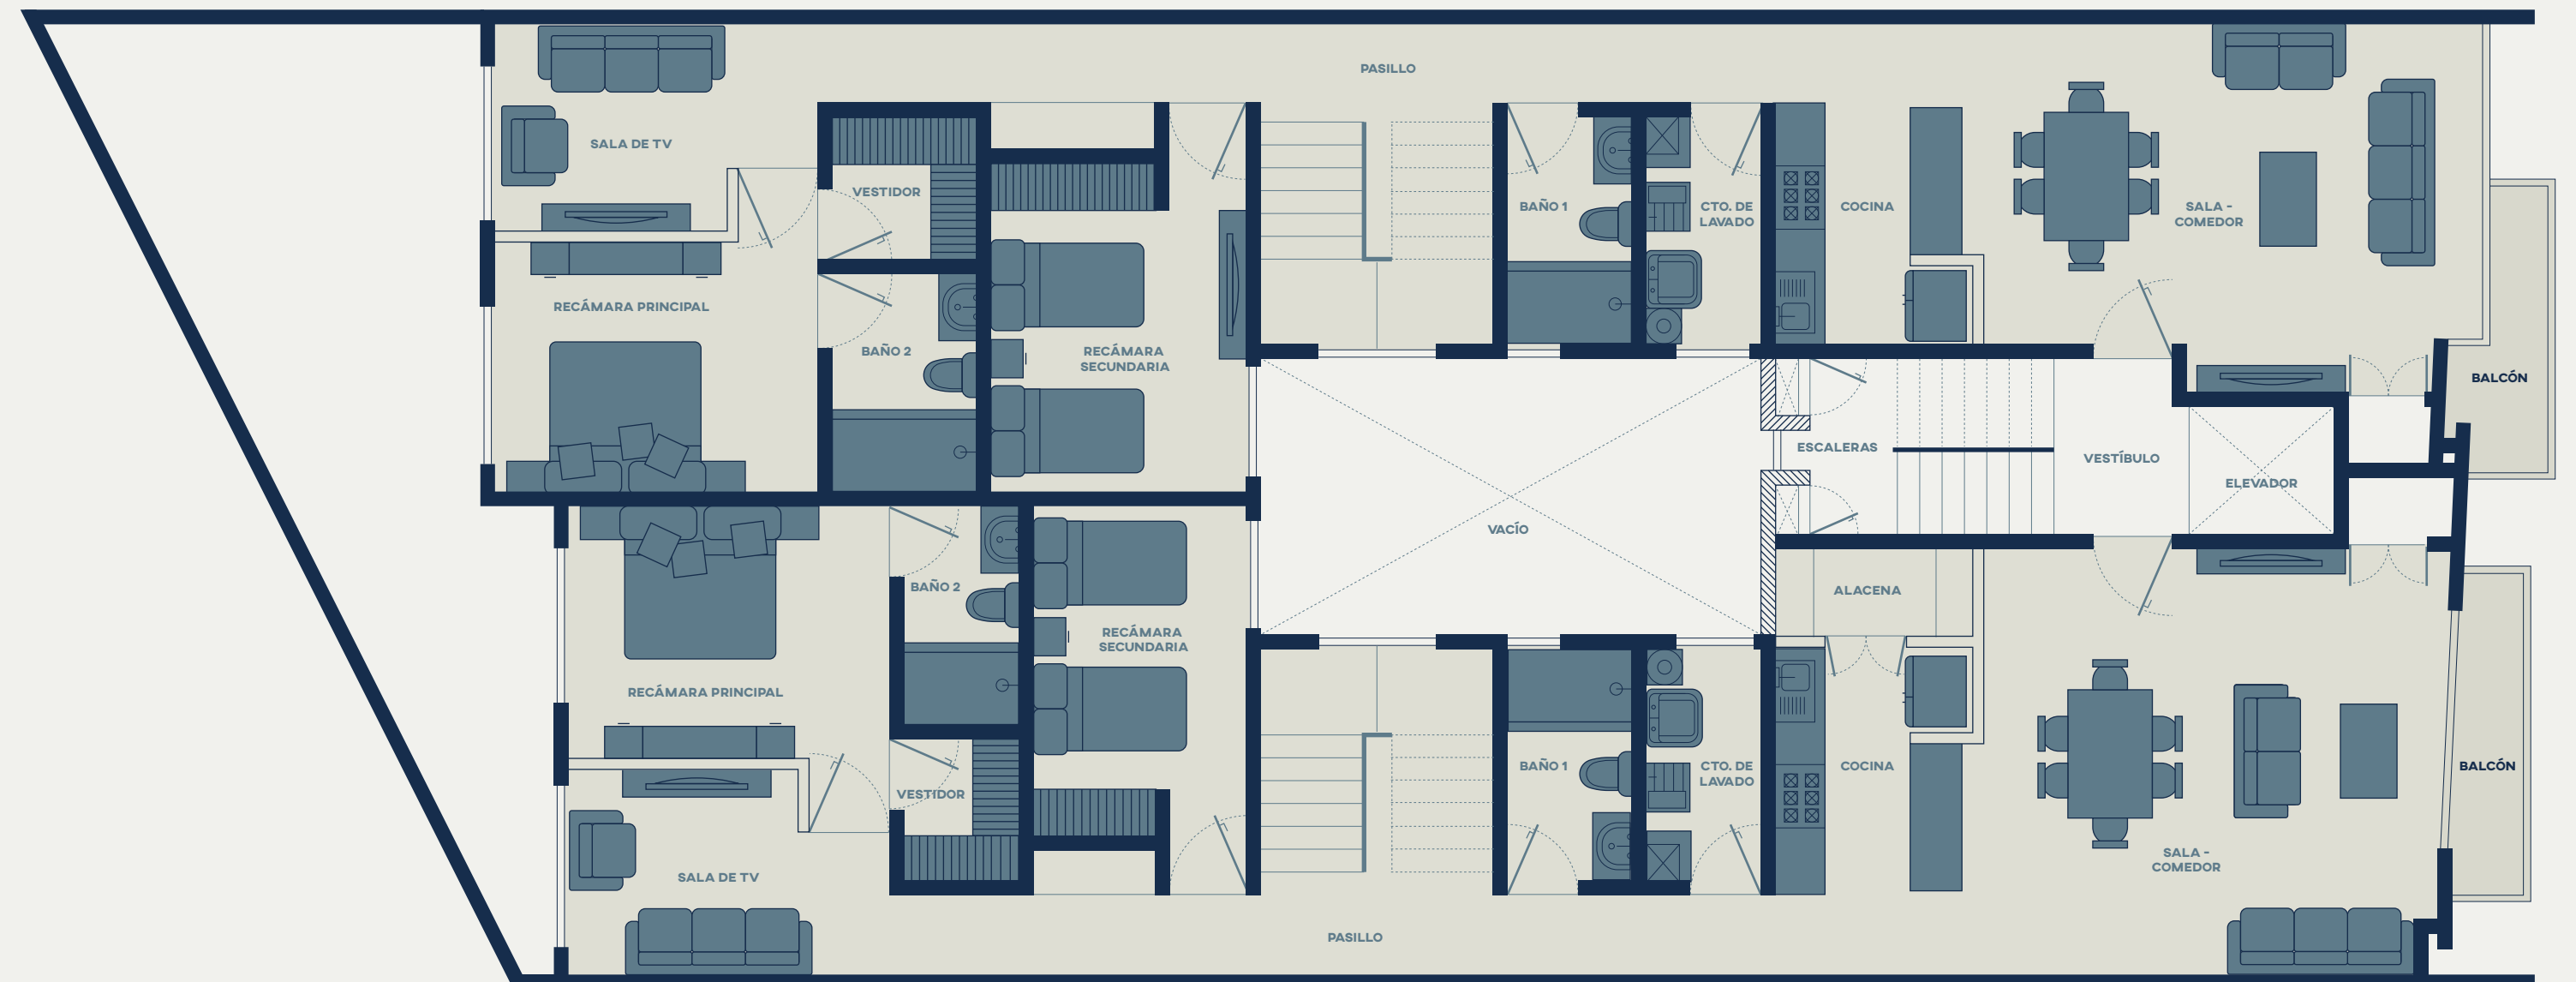 PASILLO
SALA DE TV
VESTIDOR
BAÑO 1
CTO. DE
LAVADO
COCINA
SALA -
COMEDOR
RECÁMARA PRINCIPAL
BAÑO 2
RECÁMARA
SECUNDARIA
BALCÓN
ESCALERAS
VESTÍBULO
ELEVADOR
VACÍO
BAÑO 2
ALACENA
RECÁMARA
SECUNDARIA
RECÁMARA PRINCIPAL
VESTIDOR
BAÑO 1
CTO. DE
LAVADO
COCINA
BALCÓN
SALA -
COMEDOR
SALA DE TV
PASILLO